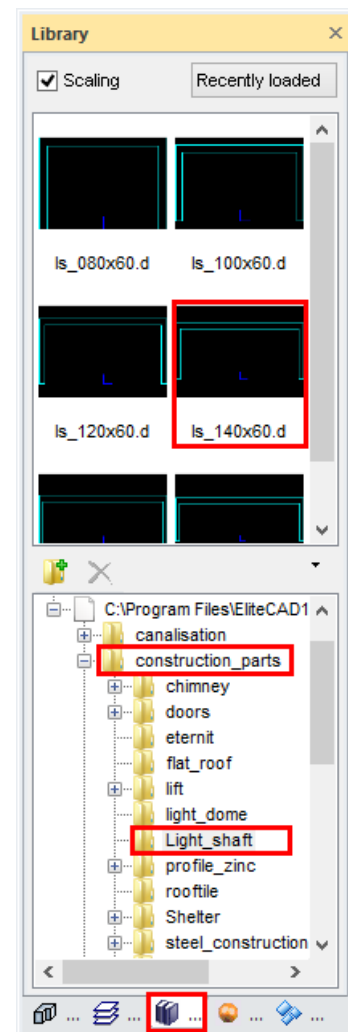 Library
Scaling Recently loaded
ls_080x60.d ls_100x60.d
ls_120x60.d ls_140x60.d
C:\Program Files\EliteCAD1
canalisation
construction_parts
chimney
doors
eternit
flat_roof
lift
light_dome
Light_shaft
profile_zinc
rooftile
Shelter
steel_construction
... ... ... ... ...